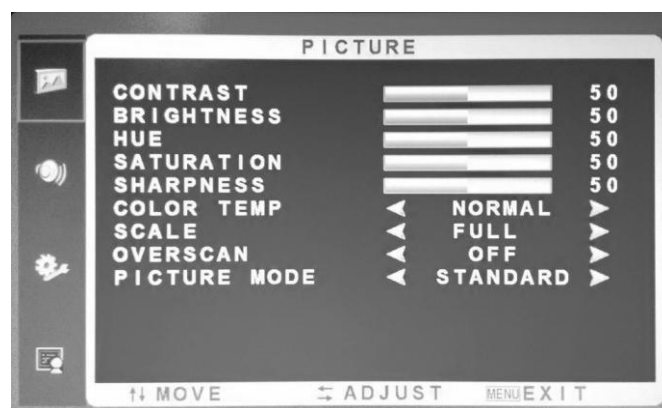 PICTURE
CONTRAST 50
BRIGHTNESS 50
HUE 50
SATURATION 50
SHARPNESS 50
COLOR TEMP NORMAL
SCALE FULL
OVERSCAN OFF
PICTURE MODE STANDARD
MOVE ADJUST MENU EXIT